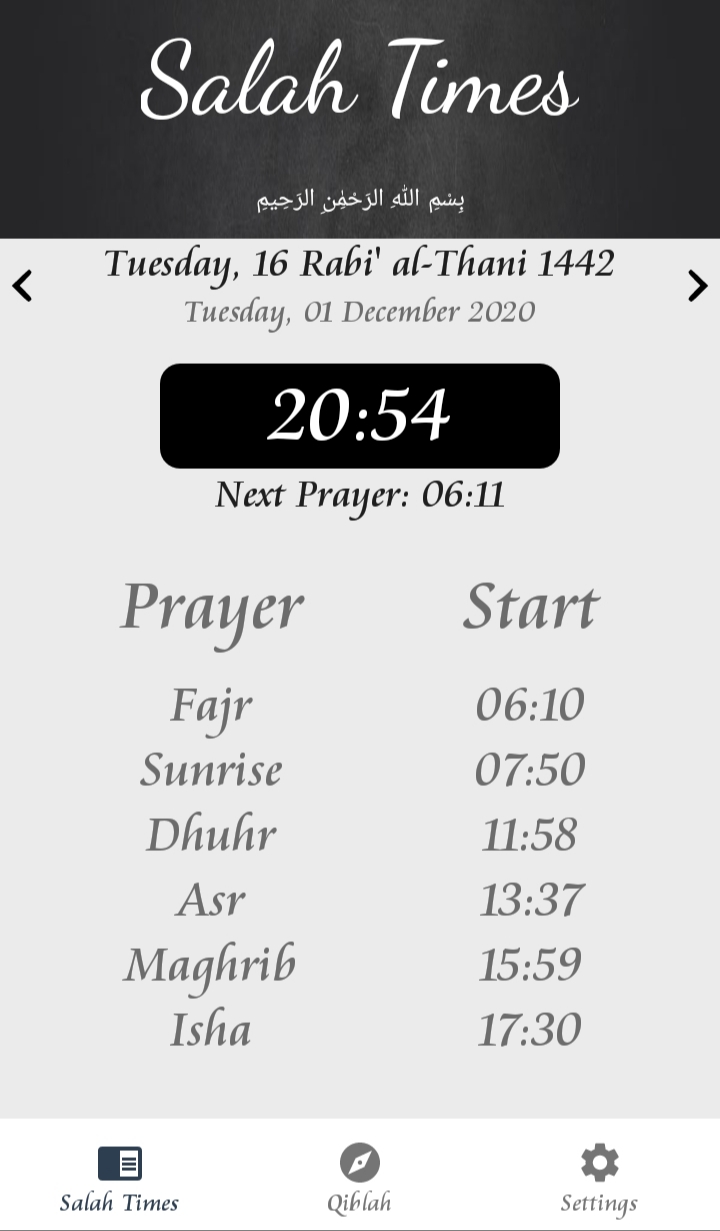 Salah Times
بِسْمِ اللهِ الرَحْمٰنِ الرَحِيمِ
Tuesday, 16 Rabi' al-Thani 1442
Tuesday, 01 December 2020
20:54
Next Prayer: 06:11
Prayer Start
Fajr 06:10
Sunrise 07:50
Dhuhr 11:58
Asr 13:37
Maghrib 15:59
Isha 17:30
Salah Times Qiblah Settings